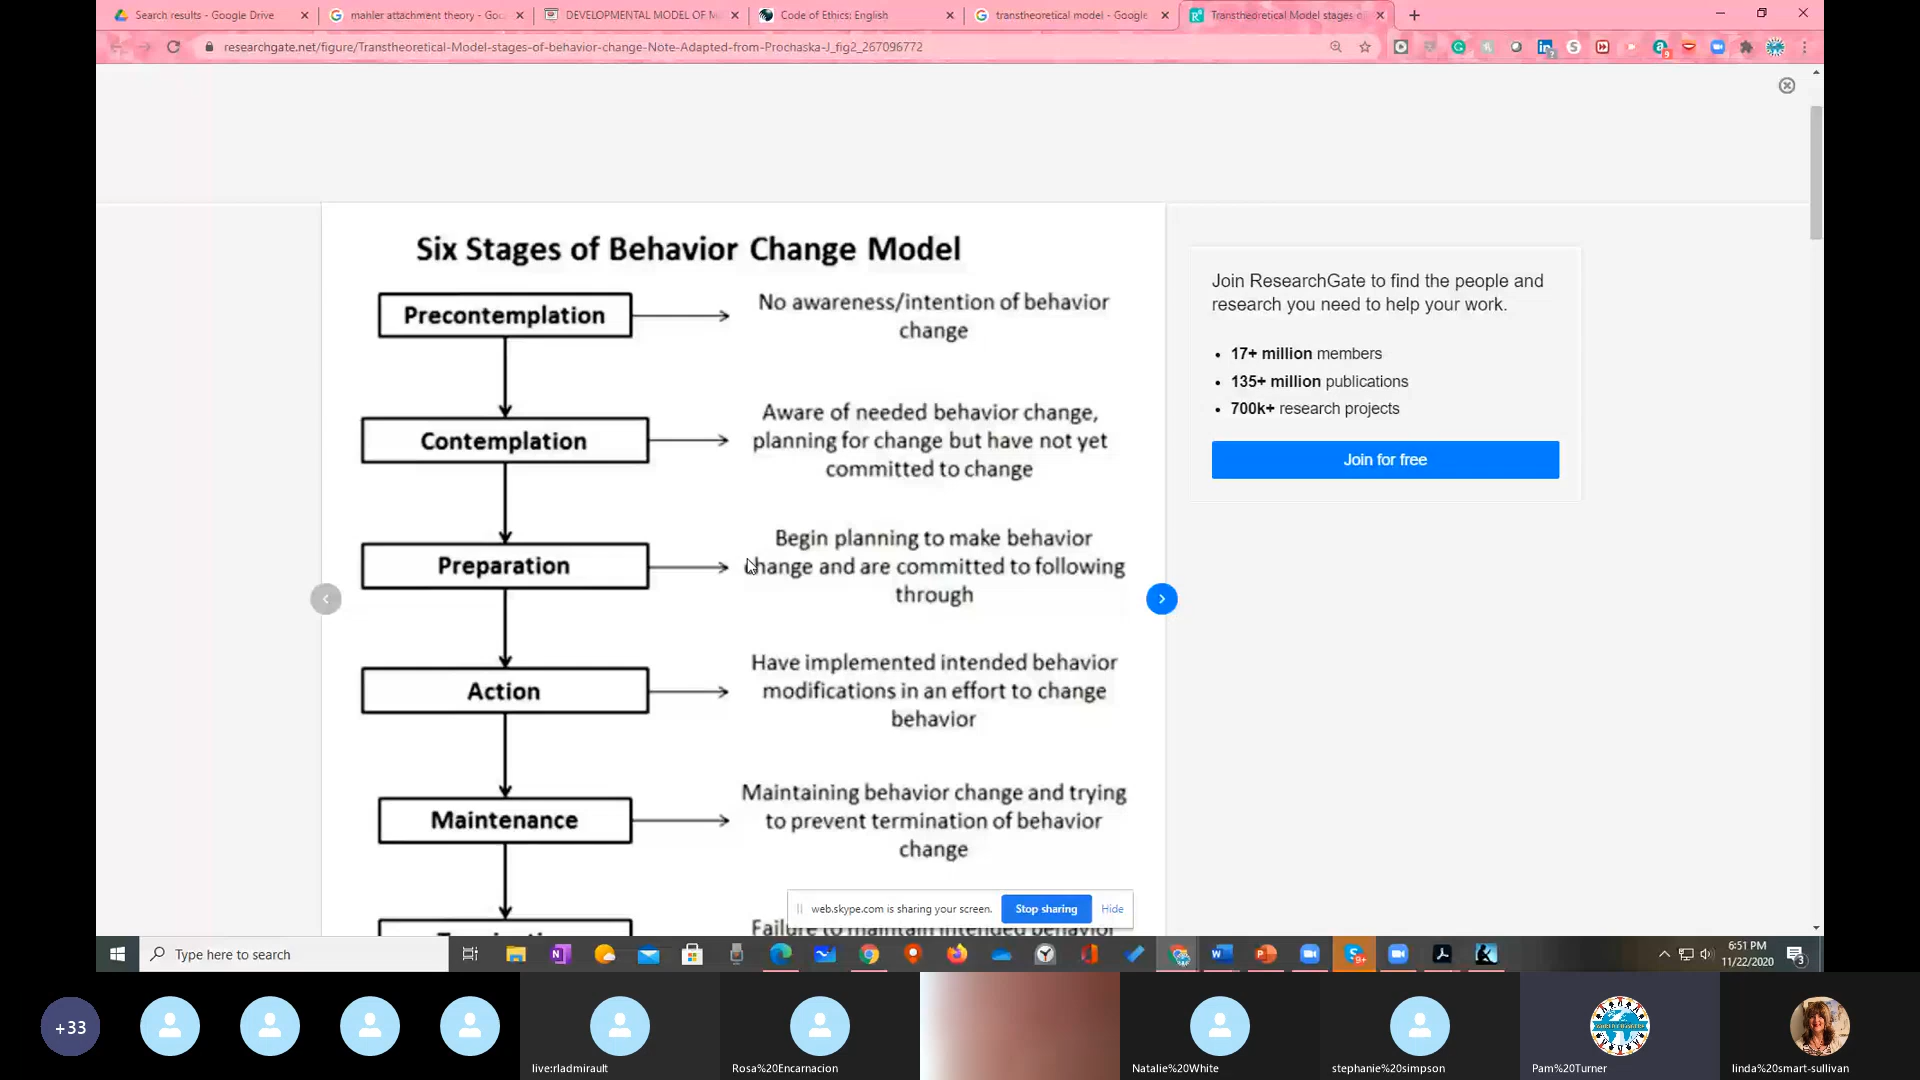 Search results - Google Drive
mahler attachment theory - Goo
DEVELOPMENTAL MODEL OF M
Code of Ethics: English
transtheoretical model - Google
Transtheoretical Model stages o
researchgate.net/figure/Transtheoretical-Model-stages-of-behavior-change-Note-Adapted-from-Prochaska-J_fig2_267096772
Six Stages of Behavior Change Model
Precontemplation
No awareness/intention of behavior
change
Contemplation
Aware of needed behavior change,
planning for change but have not yet
committed to change
Preparation
Begin planning to make behavior
change and are committed to following
through
Action
Have implemented intended behavior
modifications in an effort to change
behavior
Maintenance
Maintaining behavior change and trying
to prevent termination of behavior
change
Failure to maintain intended behavior
Join ResearchGate to find the people and
research you need to help your work.
• 17+ million members
• 135+ million publications
• 700k+ research projects
Join for free
web.skype.com is sharing your screen.
Stop sharing
Hide
Type here to search
6:51 PM
11/22/2020
+33
live:rladmirault
Rosa%20Encarnacion
Natalie%20White
stephanie%20simpson
Pam%20Turner
linda%20smart-sullivan